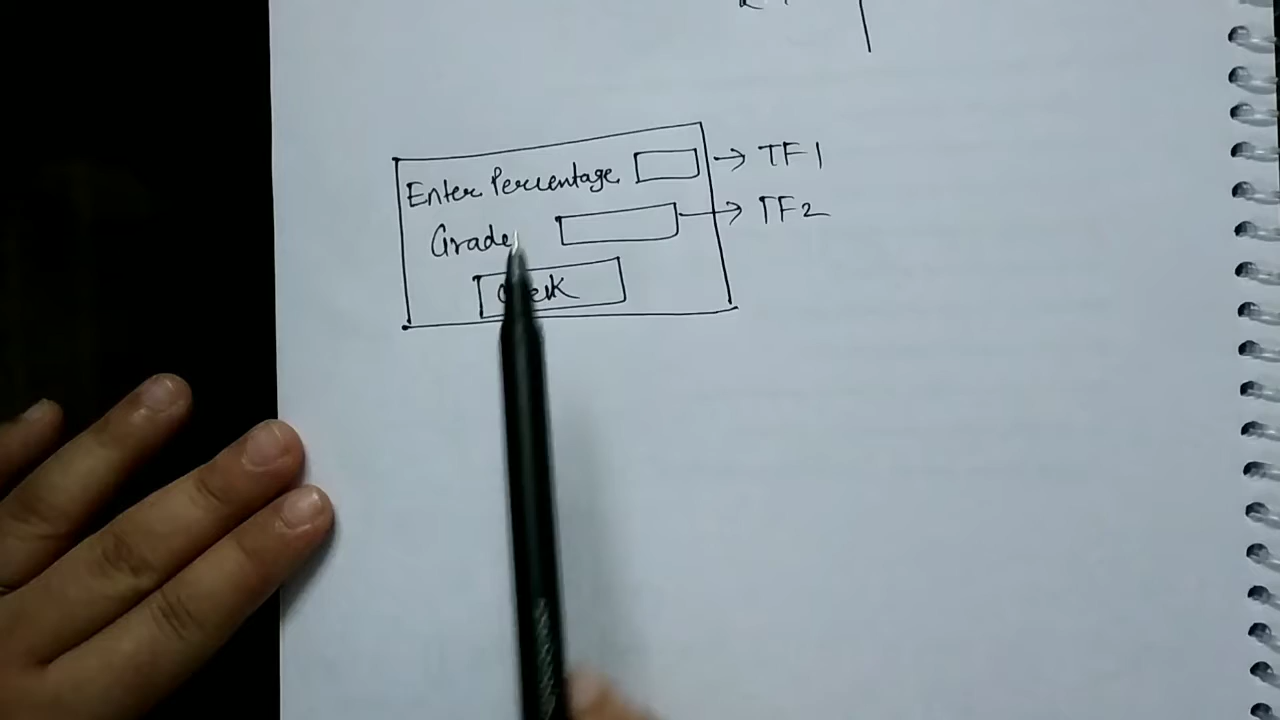 Enter Percentage → TF1
Grade → TF2